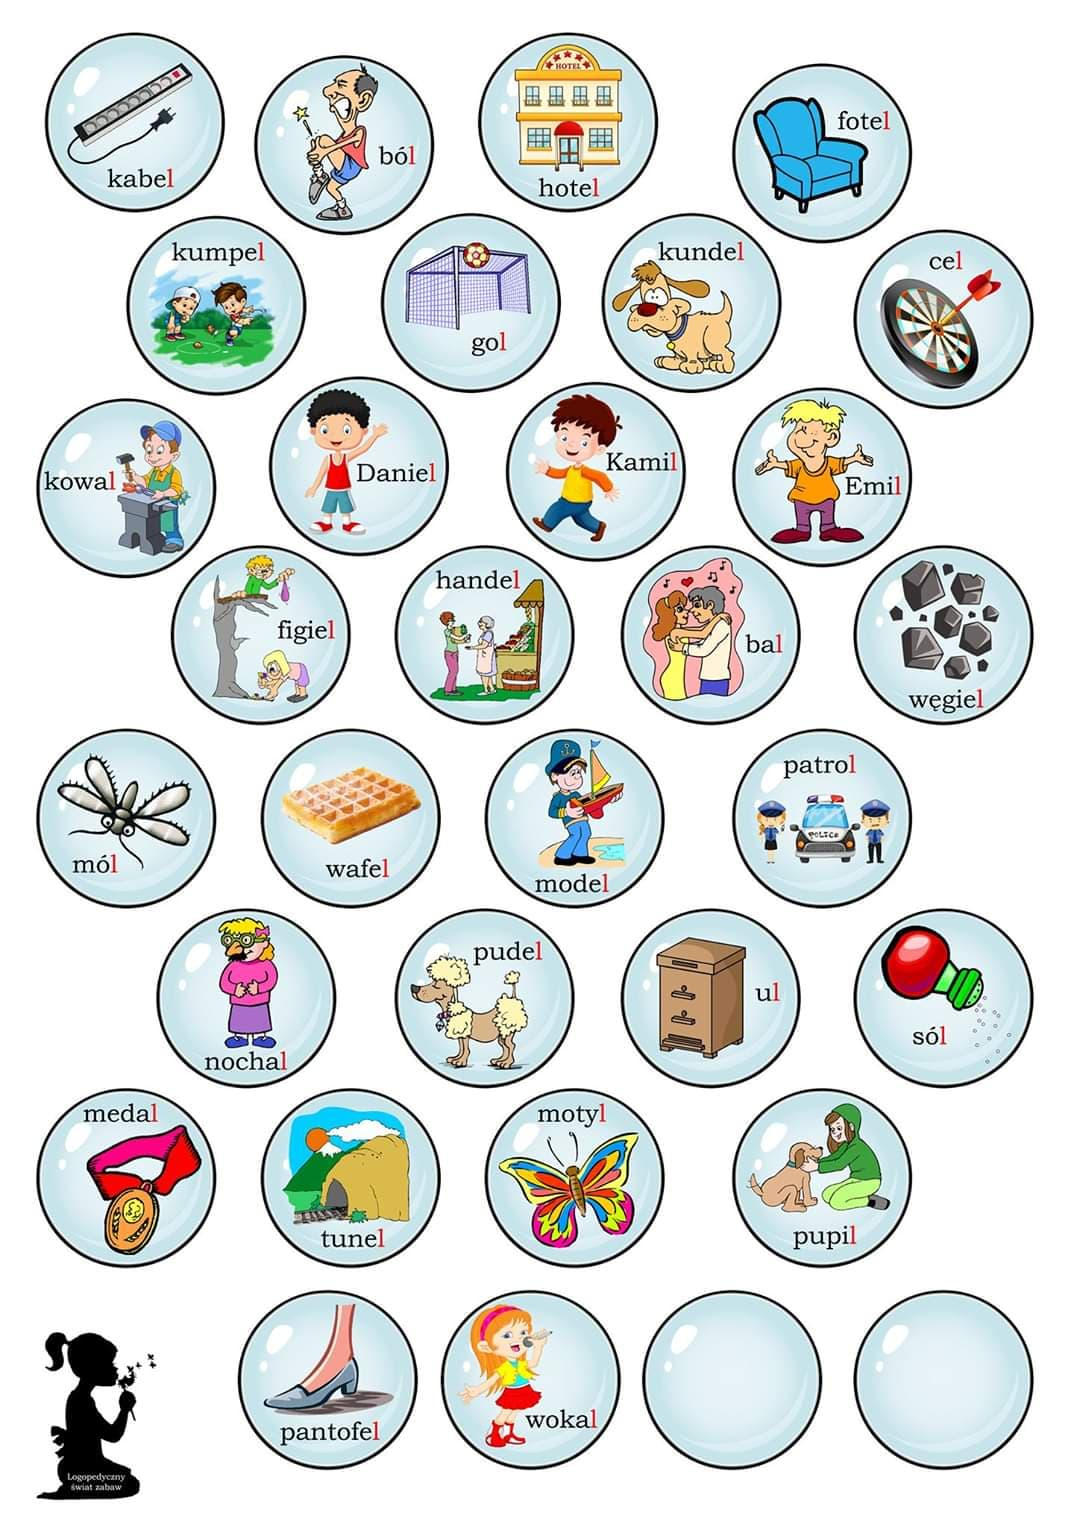 HOTEL
kabel
ból
hotel
fotel
kumpel
gol
kundel
cel
kowal
Daniel
Kamil
Emil
figiel
handel
bal
węgiel
mól
wafel
model
patrol
POLICE
nochal
pudel
ul
sól
medal
tunel
motyl
pupil
pantofel
wokal
Logopedyczny
świat zabaw